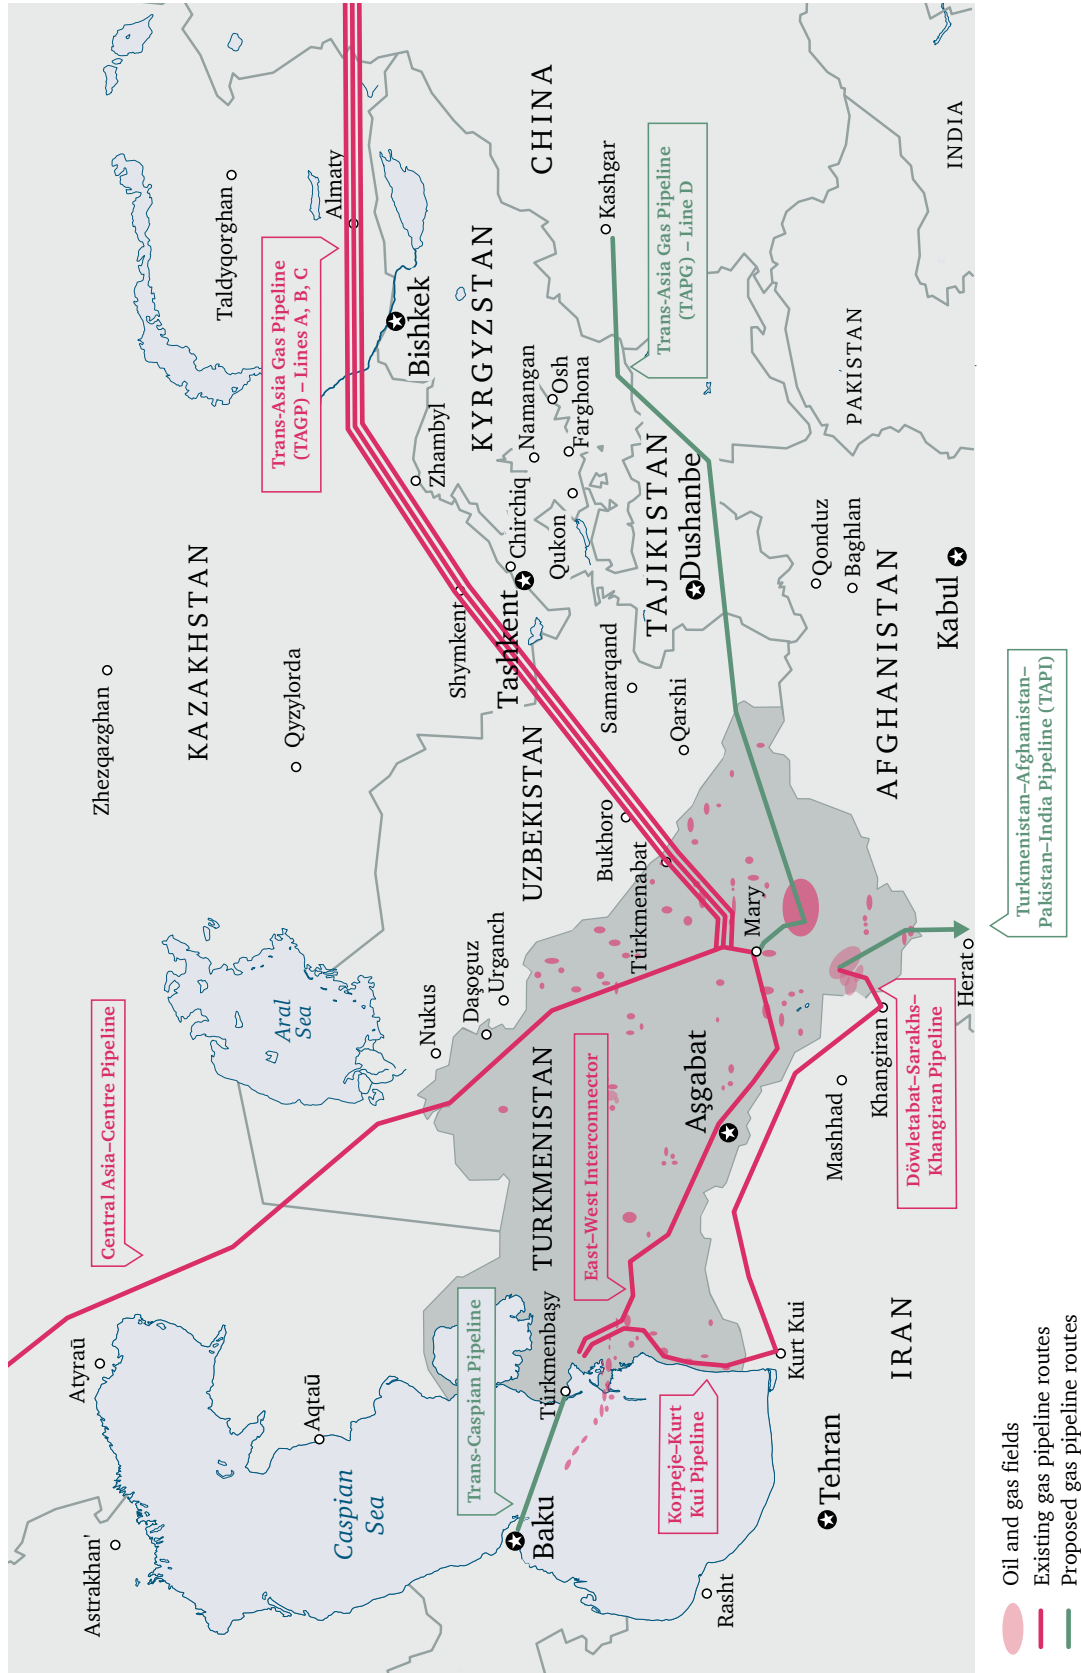 Astrakhan'
Atyraū
Aqtaū
Caspian
Sea
Central Asia–Centre Pipeline
Aral
Sea
Zhezqazghan
KAZAKHSTAN
Qyzylorda
Taldyqorghan
Almaty
Trans-Asia Gas Pipeline
(TAGP) – Lines A, B, C
Bishkek
Zhambyl
KYRGYZSTAN
CHINA
Kashgar
Trans-Asia Gas Pipeline
(TAPG) – Line D
Shymkent
Tashkent
Chirchiq
Namangan
Osh
Farghona
Qukon
TAJIKISTAN
Dushanbe
Samarqand
Qarshi
UZBEKISTAN
Bukhoro
Nukus
Daşoguz
Urganch
Türkmenabat
Mary
TURKMENISTAN
East–West Interconnector
Aşgabat
Trans-Caspian Pipeline
Türkmenbaşy
Baku
Korpeje–Kurt
Kui Pipeline
Kurt Kui
Rasht
Tehran
IRAN
Mashhad
Khangiran
Döwletabat–Sarakhs–
Khangiran Pipeline
Herat
AFGHANISTAN
Qonduz
Baghlan
Kabul
PAKISTAN
INDIA
Turkmenistan–Afghanistan–
Pakistan–India Pipeline (TAPI)
Oil and gas fields
Existing gas pipeline routes
Proposed gas pipeline routes